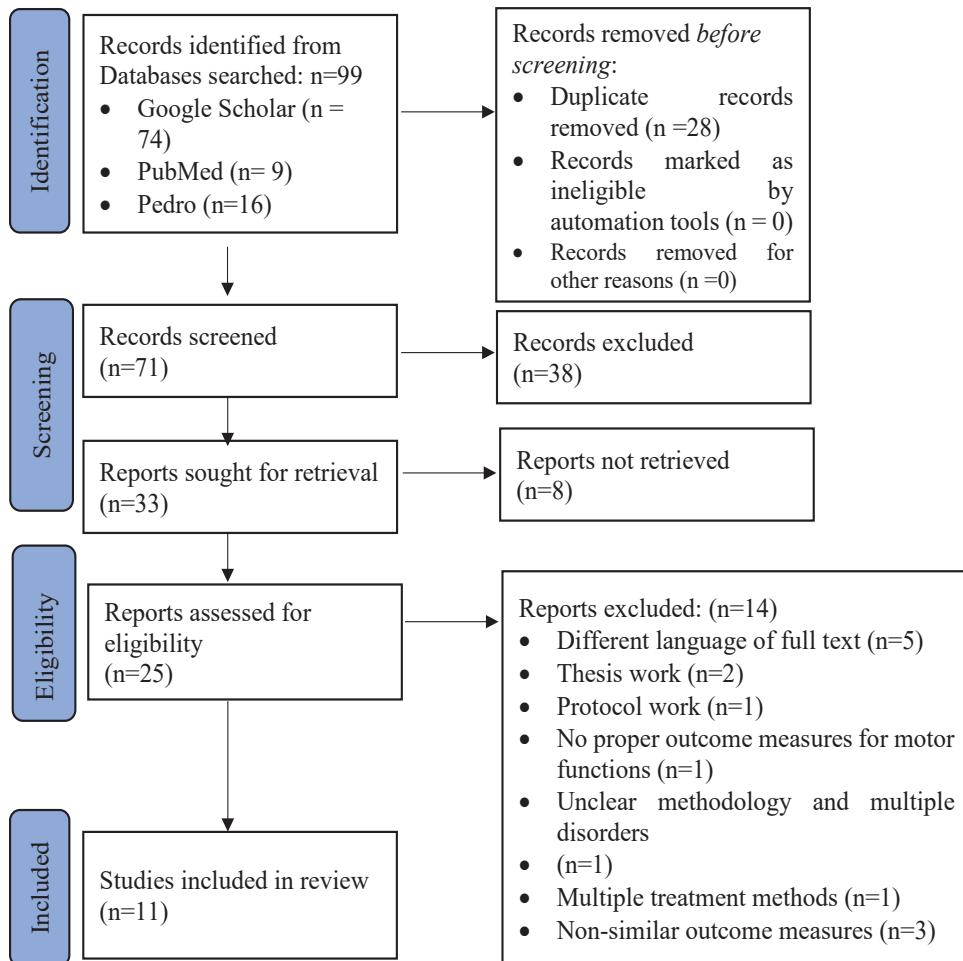 Identification
Records identified from
Databases searched: n=99
• Google Scholar (n =
74)
• PubMed (n= 9)
• Pedro (n=16)
Records removed before
screening:
• Duplicate records
removed (n =28)
• Records marked as
ineligible by
automation tools (n = 0)
• Records removed for
other reasons (n =0)
Screening
Records screened
(n=71)
Records excluded
(n=38)
Reports sought for retrieval
(n=33)
Reports not retrieved
(n=8)
Eligibility
Reports assessed for
eligibility
(n=25)
Reports excluded: (n=14)
• Different language of full text (n=5)
• Thesis work (n=2)
• Protocol work (n=1)
• No proper outcome measures for motor
functions (n=1)
• Unclear methodology and multiple
disorders
• (n=1)
• Multiple treatment methods (n=1)
• Non-similar outcome measures (n=3)
Included
Studies included in review
(n=11)